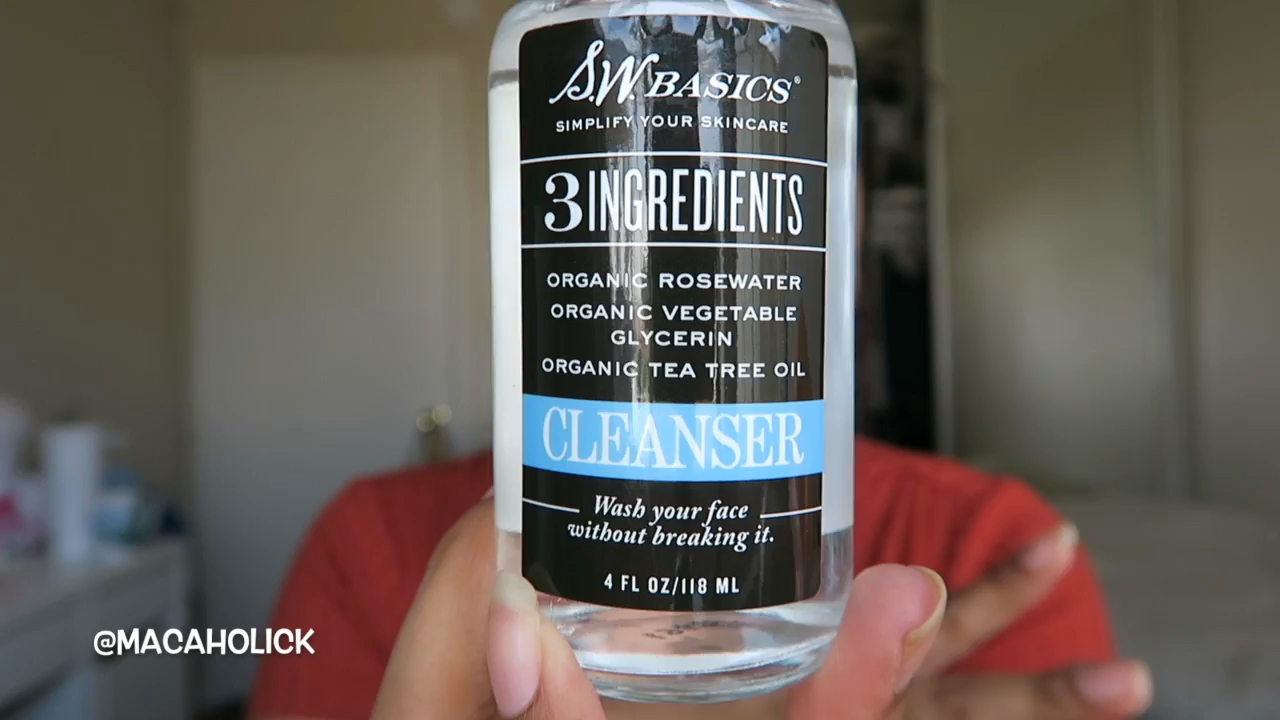 S.W. BASICS®
SIMPLIFY YOUR SKINCARE
3 INGREDIENTS
ORGANIC ROSEWATER
ORGANIC VEGETABLE
GLYCERIN
ORGANIC TEA TREE OIL
CLEANSER
Wash your face
without breaking it.
4 FL OZ/118 ML
@MACAHOLICK